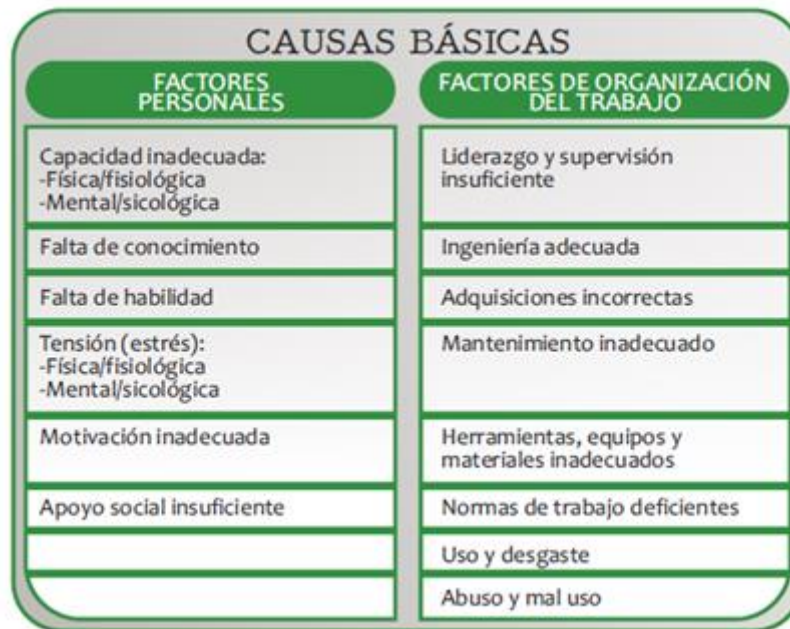 CAUSAS BÁSICAS
FACTORES
PERSONALES
Capacidad inadecuada:
-Física/fisiológica
-Mental/sicológica
Falta de conocimiento
Falta de habilidad
Tensión (estrés):
-Física/fisiológica
-Mental/sicológica
Motivación inadecuada
Apoyo social insuficiente
FACTORES DE ORGANIZACIÓN
DEL TRABAJO
Liderazgo y supervisión
insuficiente
Ingeniería adecuada
Adquisiciones incorrectas
Mantenimiento inadecuado
Herramientas, equipos y
materiales inadecuados
Normas de trabajo deficientes
Uso y desgaste
Abuso y mal uso